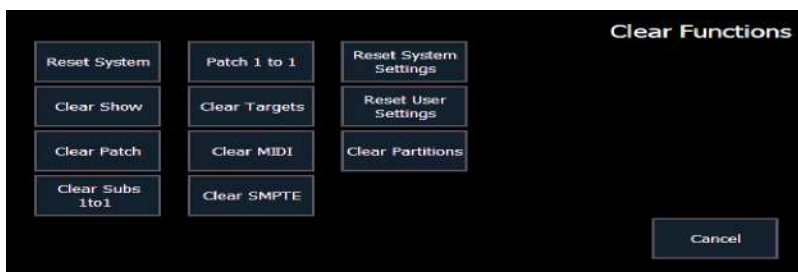 Clear Functions
Reset System
Patch 1 to 1
Reset System
Settings
Clear Show
Clear Targets
Reset User
Settings
Clear Patch
Clear MIDI
Clear Partitions
Clear Subs
1to1
Clear SMPTE
Cancel